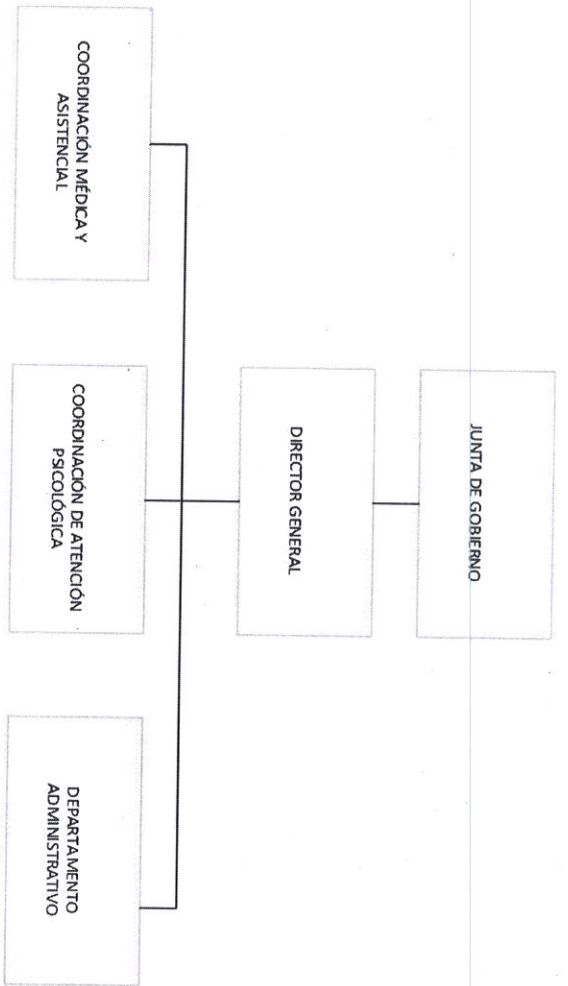 JUNTA DE GOBIERNO
DIRECTOR GENERAL
COORDINACIÓN MÉDICA Y
ASISTENCIAL
COORDINACIÓN DE ATENCIÓN
PSICOLÓGICA
DEPARTAMENTO
ADMINISTRATIVO